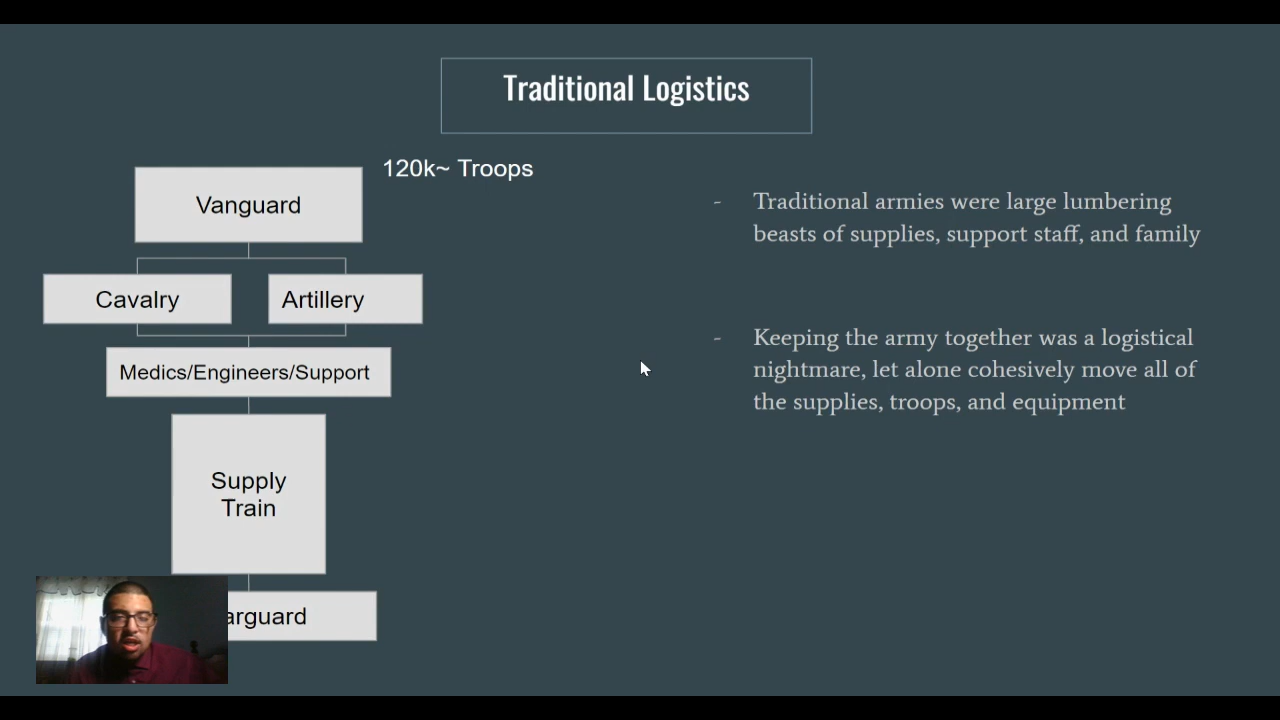 Traditional Logistics
120k~ Troops
Vanguard
Cavalry
Artillery
Medics/Engineers/Support
Supply
Train
- Traditional armies were large lumbering
beasts of supplies, support staff, and family
- Keeping the army together was a logistical
nightmare, let alone cohesively move all of
the supplies, troops, and equipment